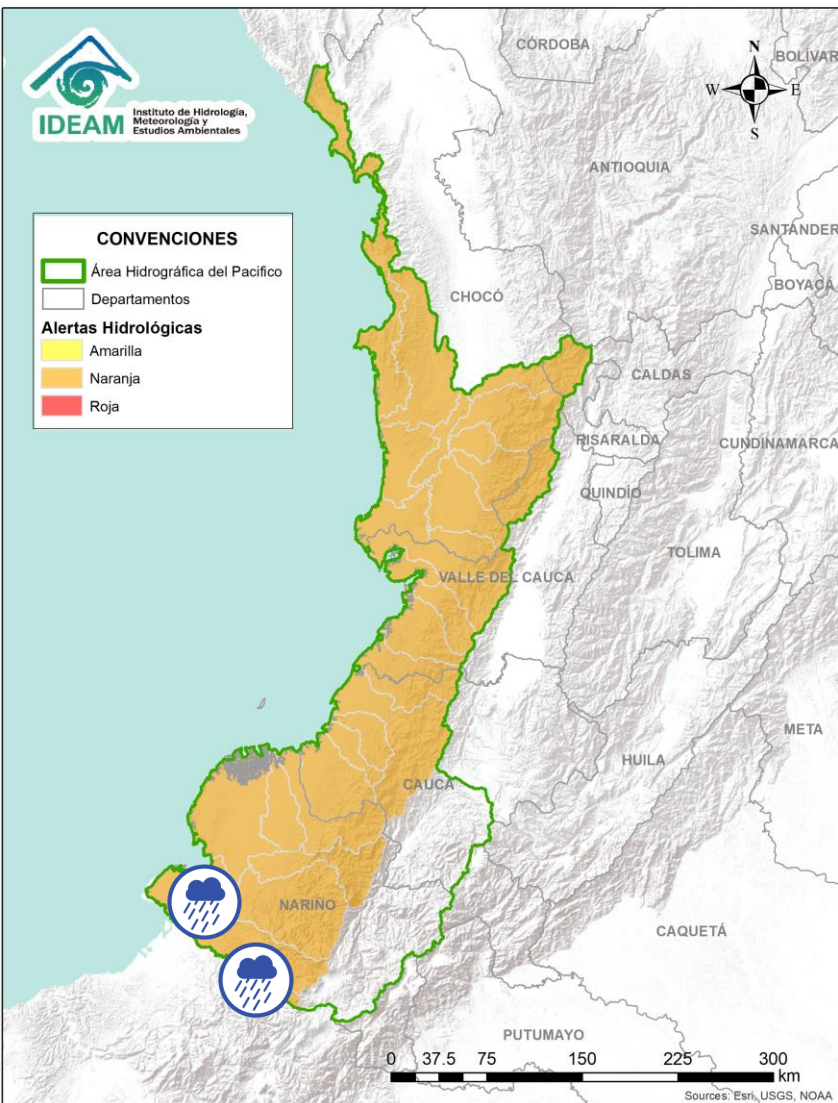 IDEAM
Instituto de Hidrología,
Meteorología y
Estudios Ambientales
N
W
E
S
CONVENCIONES
Área Hidrográfica del Pacifico
Departamentos
Alertas Hidrológicas
Amarilla
Naranja
Roja
CÓRDOBA
BOLÍVAR
ANTIOQUIA
SANTANDER
BOYACÁ
CHOCÓ
CALDAS
RISARALDA
CUNDINAMARCA
QUINDÍO
TOLIMA
VALLE DEL CAUCA
META
HUILA
CAUCA
NARIÑO
CAQUETÁ
PUTUMAYO
0 37.5 75 150 225 300
km
Sources: Esri, USGS, NOAA